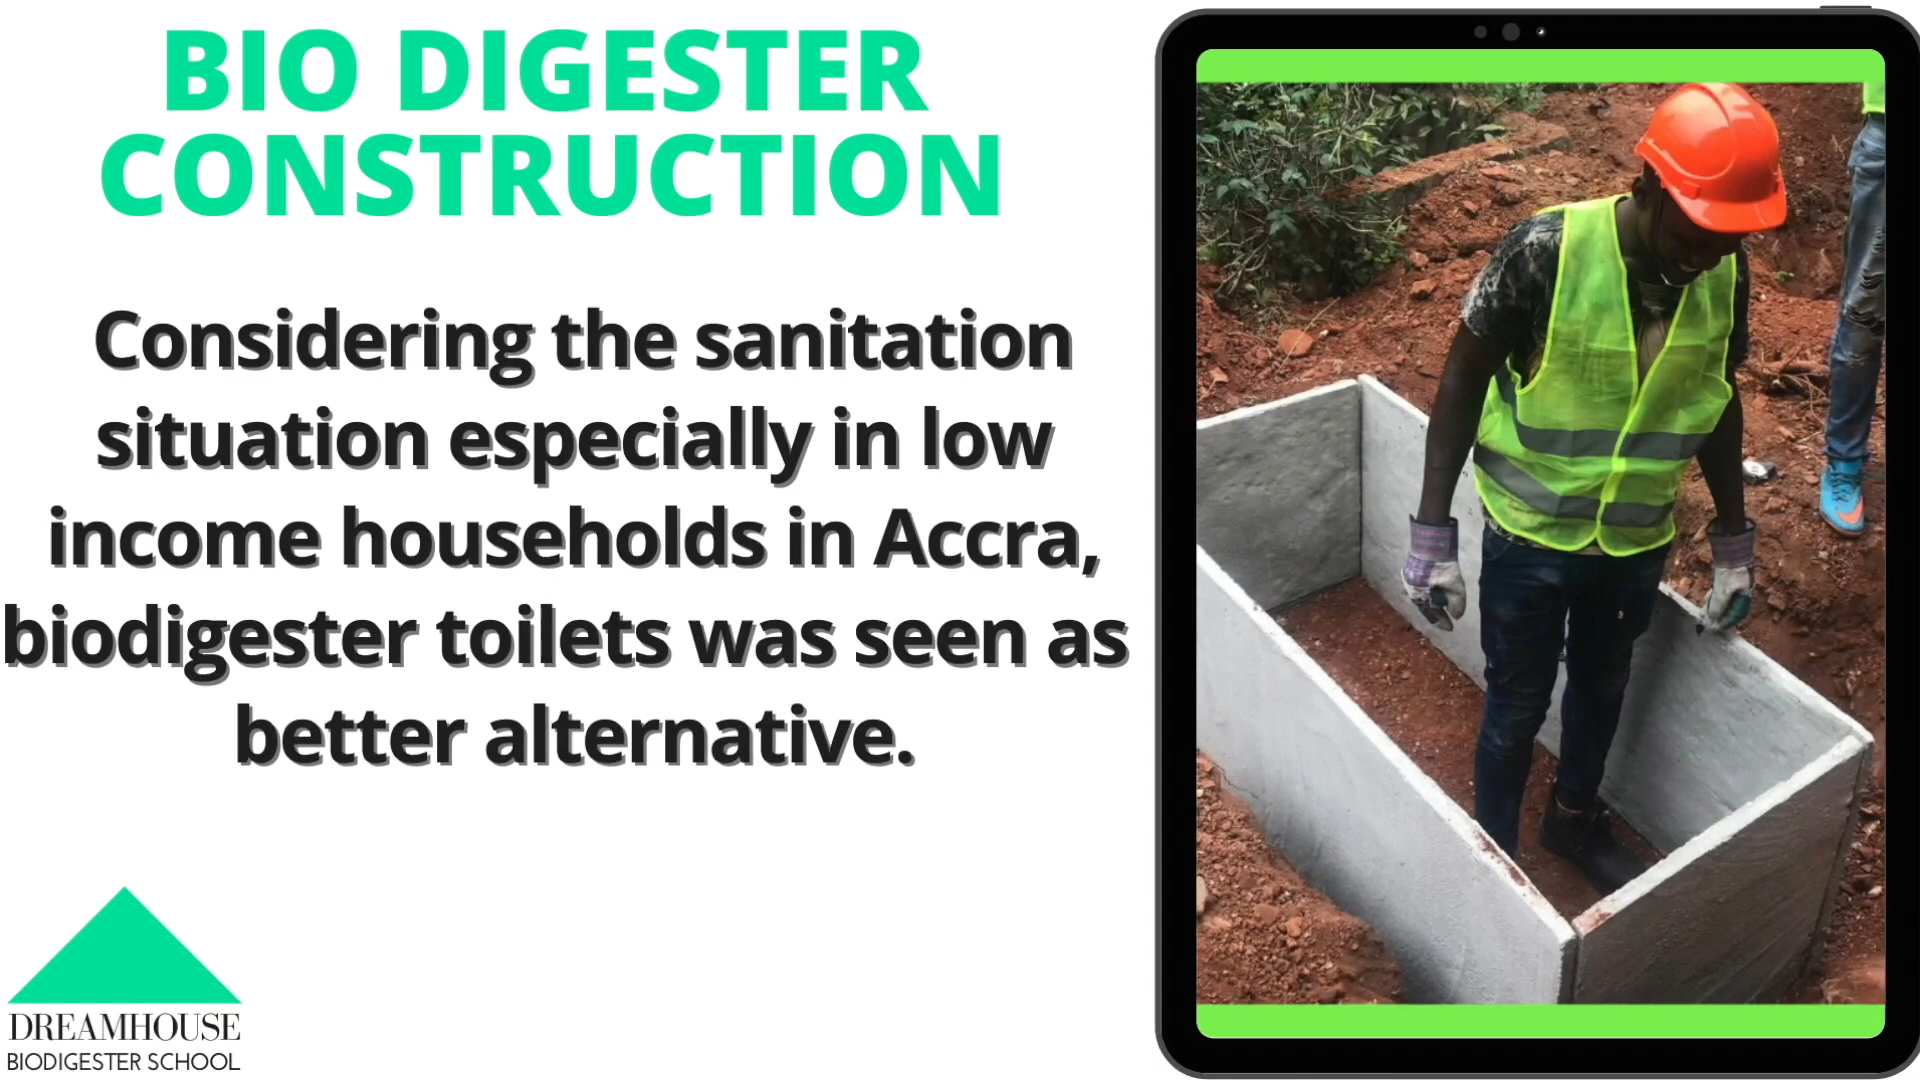 BIO DIGESTER
CONSTRUCTION
Considering the sanitation
situation especially in low
income households in Accra,
biodigester toilets was seen as
better alternative.
DREAMHOUSE
BIODIGESTER SCHOOL